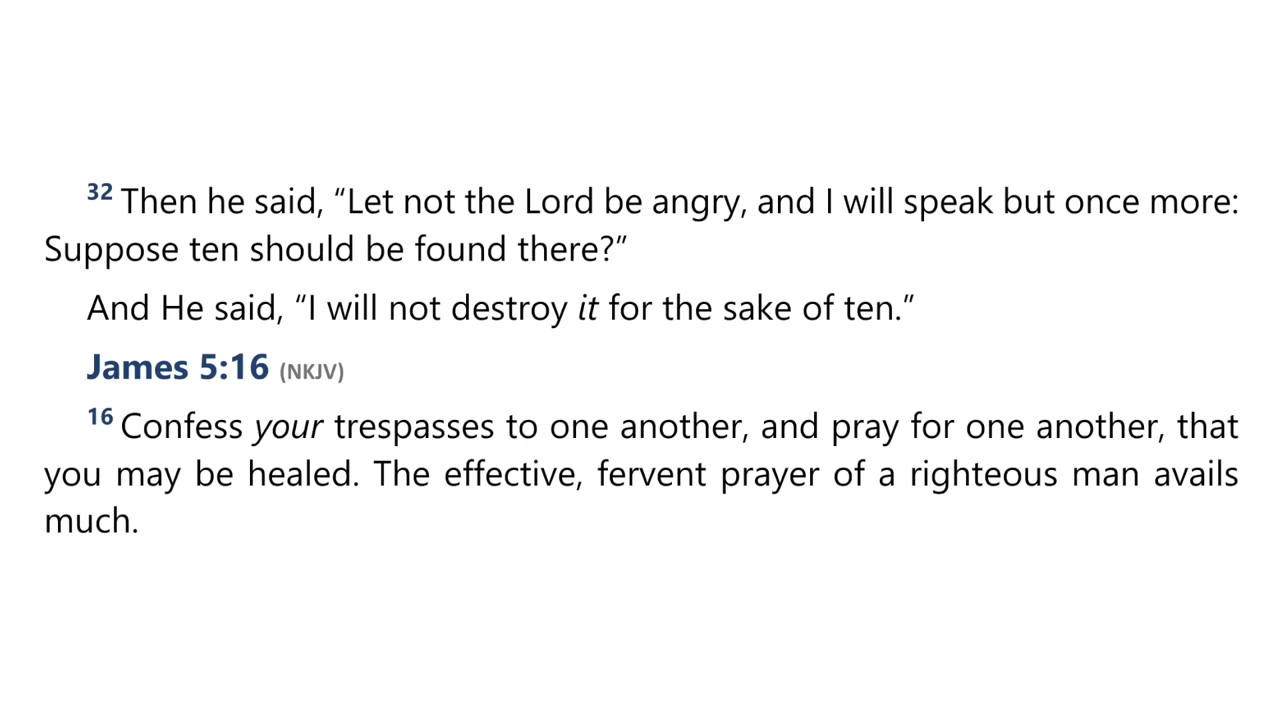 32 Then he said, “Let not the Lord be angry, and I will speak but once more:
Suppose ten should be found there?”
And He said, “I will not destroy it for the sake of ten.”
James 5:16 (NKJV)
16 Confess your trespasses to one another, and pray for one another, that
you may be healed. The effective, fervent prayer of a righteous man avails
much.